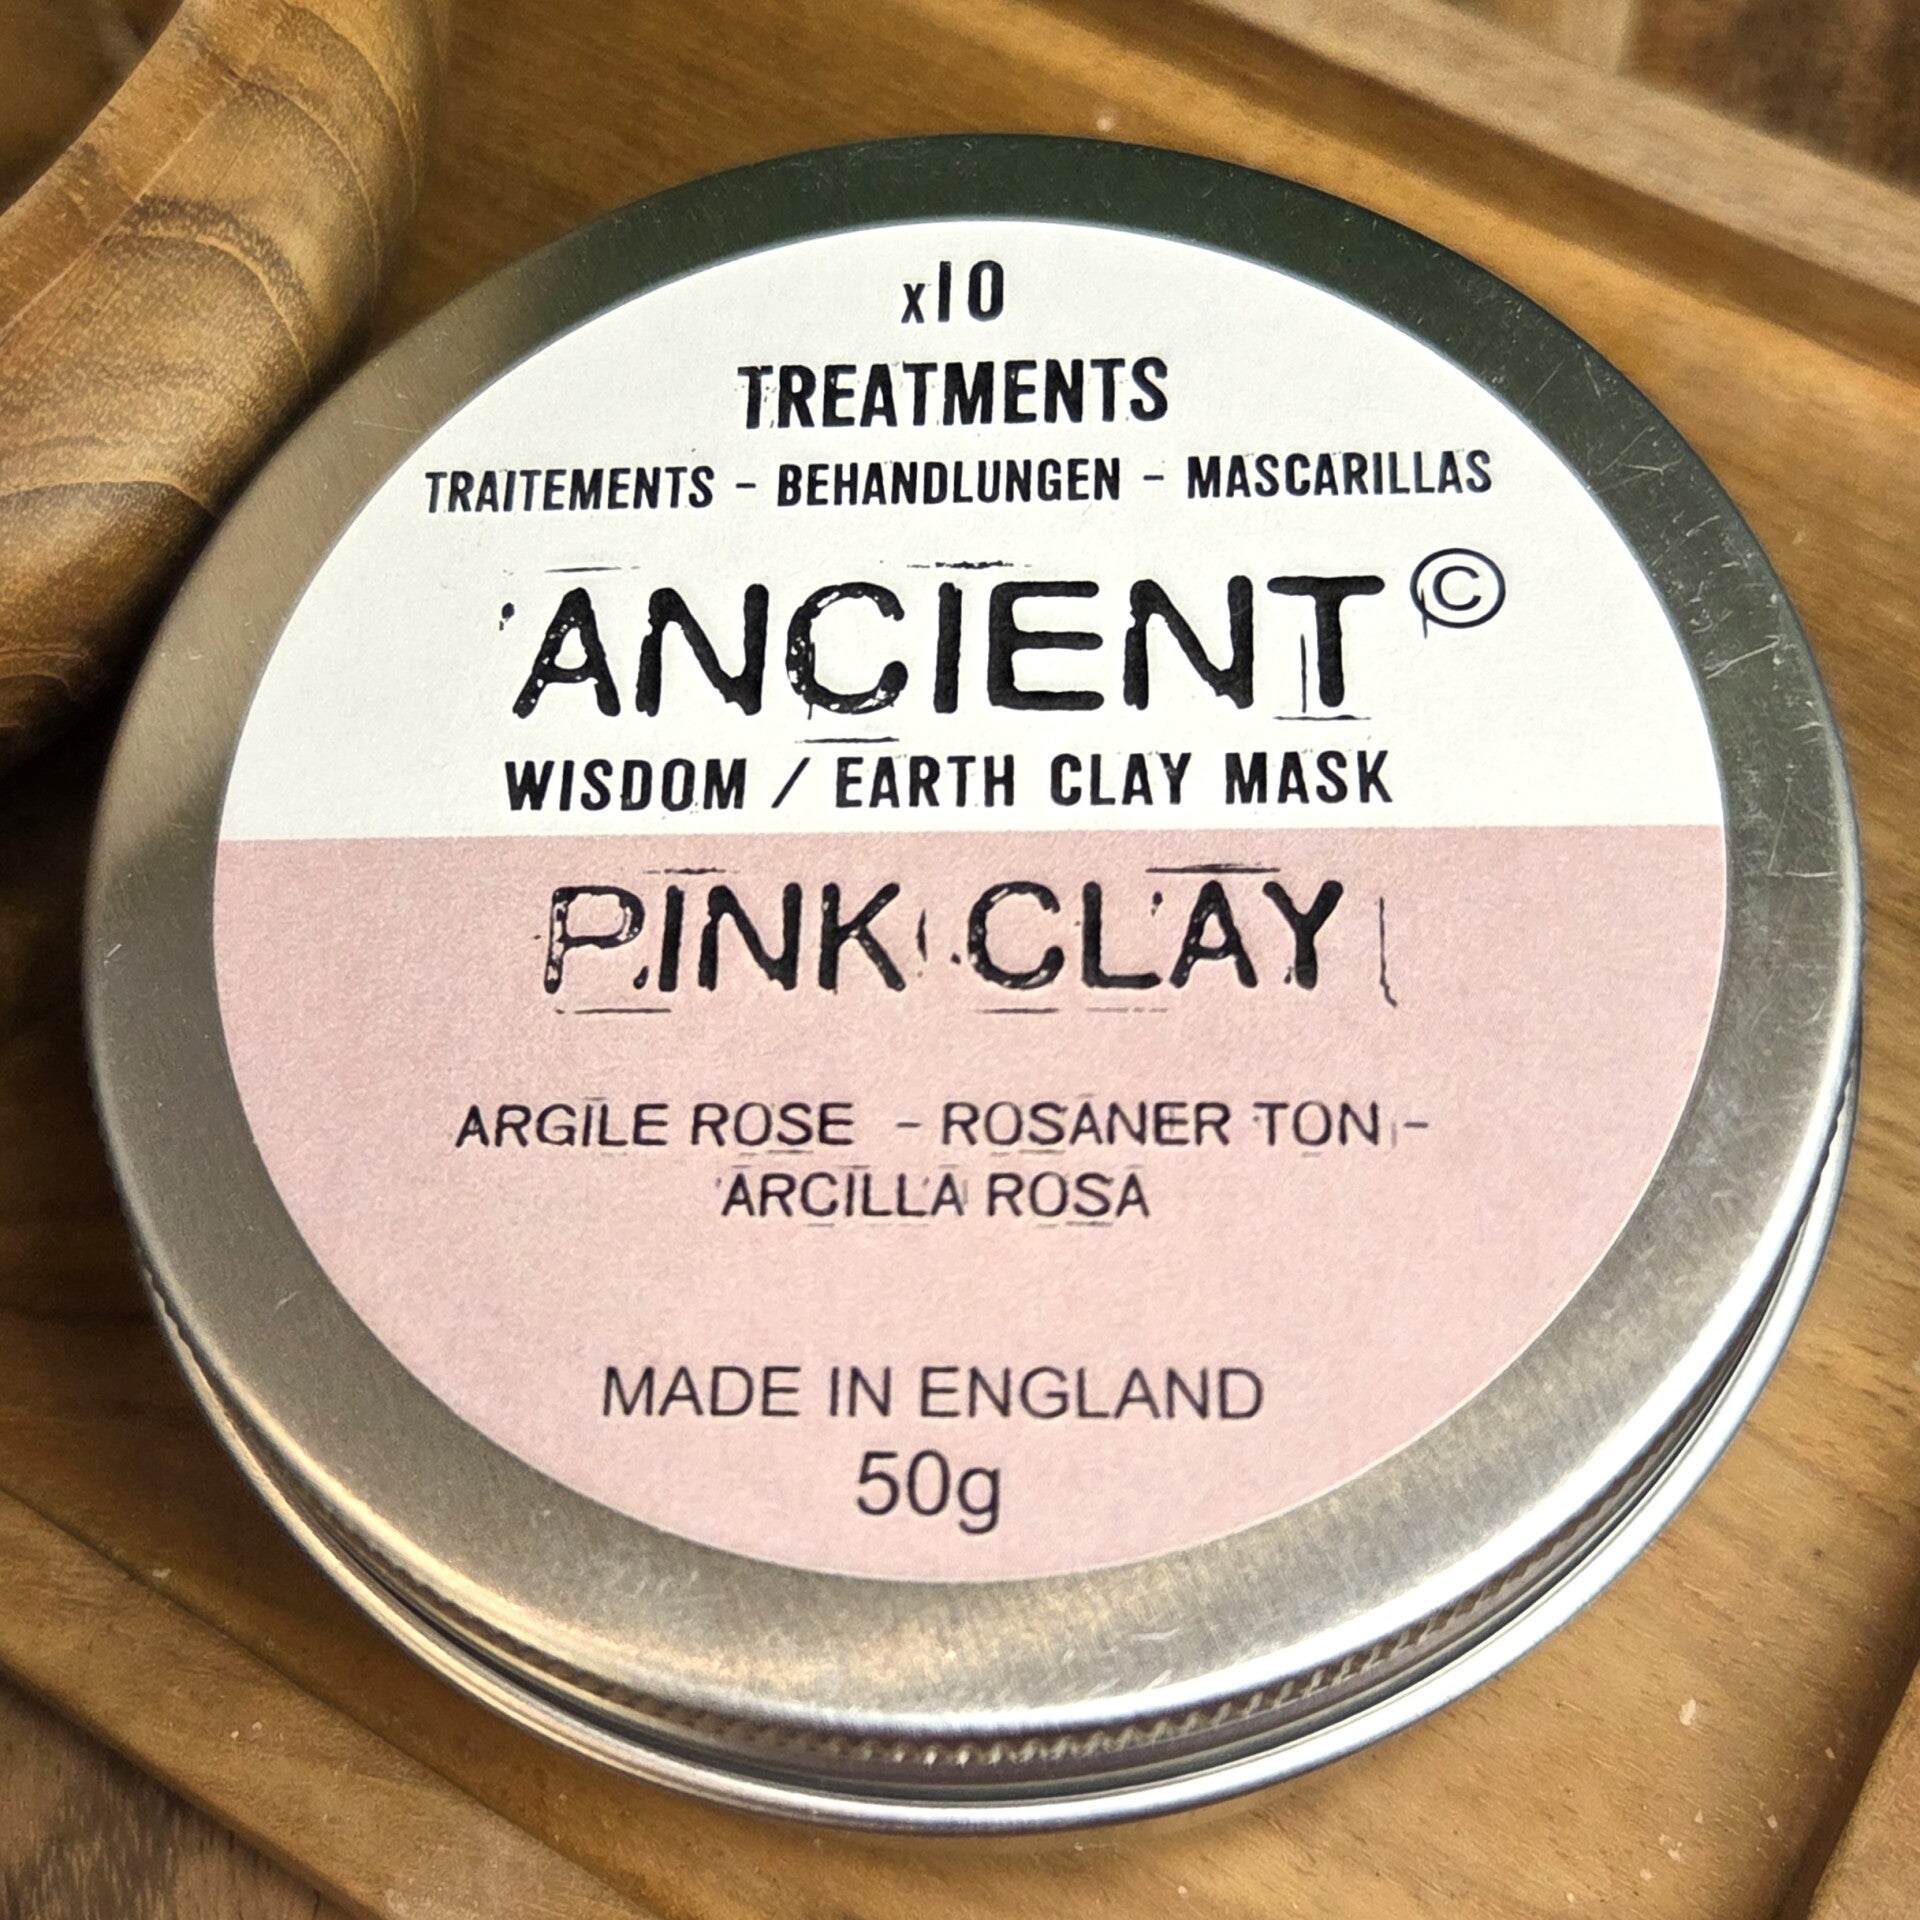 x10
TREATMENTS
TRAITEMENTS - BEHANDLUNGEN - MASCARILLAS
ANCIENT©
WISDOM / EARTH CLAY MASK
PINK CLAY
ARGILE ROSE - ROSANER TON -
ARCILLA ROSA
MADE IN ENGLAND
50g